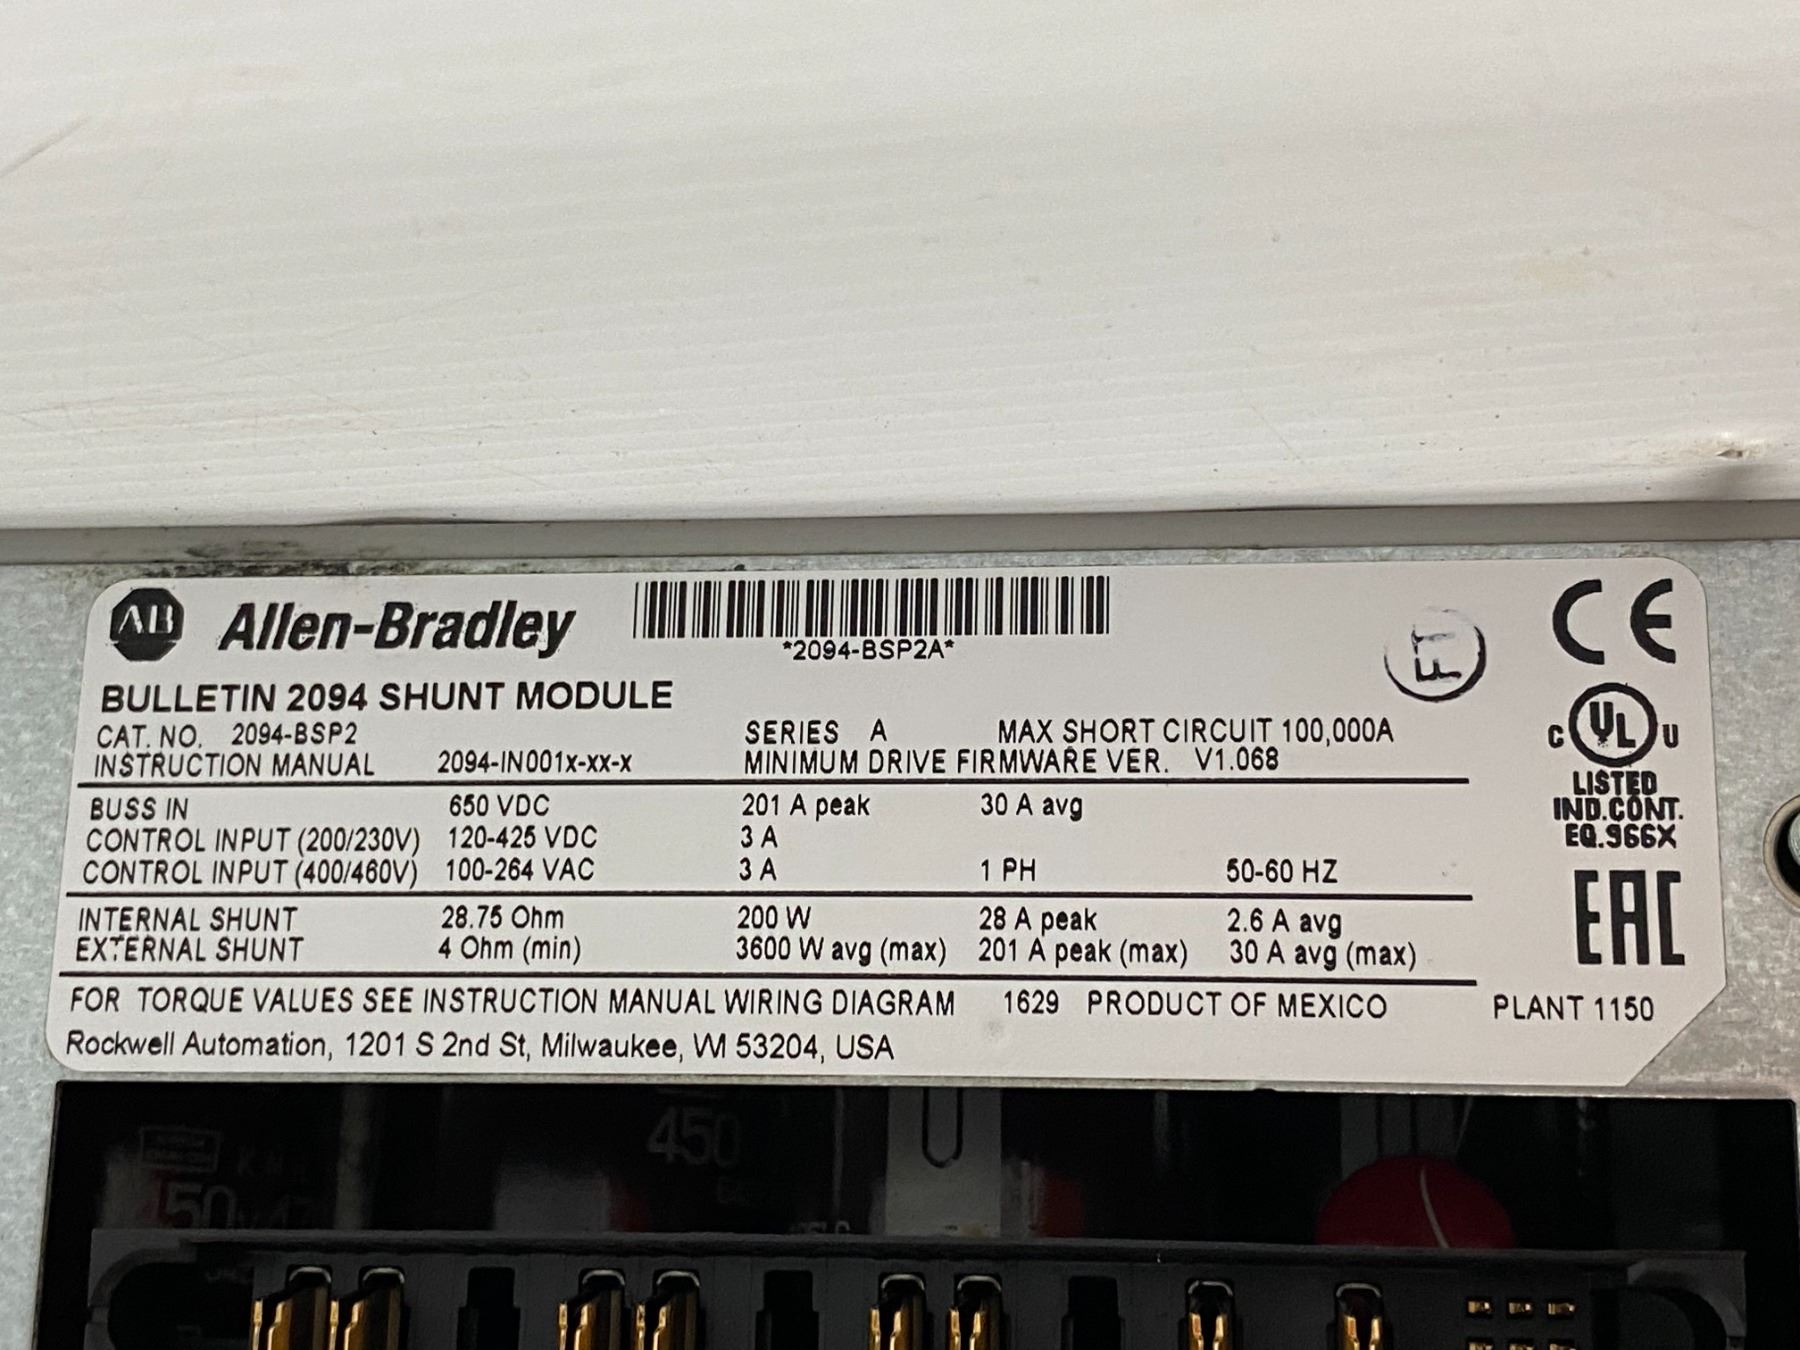 AB Allen-Bradley
*2094-BSP2A*
FT
CE
BULLETIN 2094 SHUNT MODULE
CAT. NO. 2094-BSP2 SERIES A MAX SHORT CIRCUIT 100,000A
INSTRUCTION MANUAL 2094-IN001x-xx-x MINIMUM DRIVE FIRMWARE VER. V1.068
C UL U
LISTED
IND.CONT.
EQ.966X
BUSS IN 650 VDC 201 A peak 30 A avg
CONTROL INPUT (200/230V) 120-425 VDC 3 A
CONTROL INPUT (400/460V) 100-264 VAC 3 A 1 PH 50-60 HZ
EAC
INTERNAL SHUNT 28.75 Ohm 200 W 28 A peak 2.6 A avg
EXTERNAL SHUNT 4 Ohm (min) 3600 W avg (max) 201 A peak (max) 30 A avg (max)
FOR TORQUE VALUES SEE INSTRUCTION MANUAL WIRING DIAGRAM 1629 PRODUCT OF MEXICO PLANT 1150
Rockwell Automation, 1201 S 2nd St, Milwaukee, WI 53204, USA
450